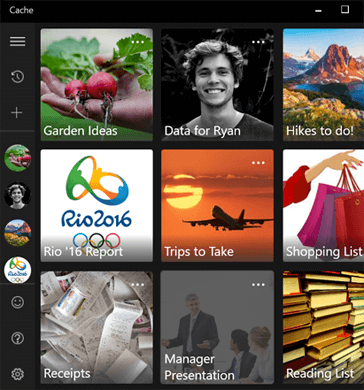 Cache
Garden Ideas
Data for Ryan
Hikes to do!
Rio2016
Rio '16 Report
Trips to Take
Shopping List
Receipts
Manager
Presentation
Reading List